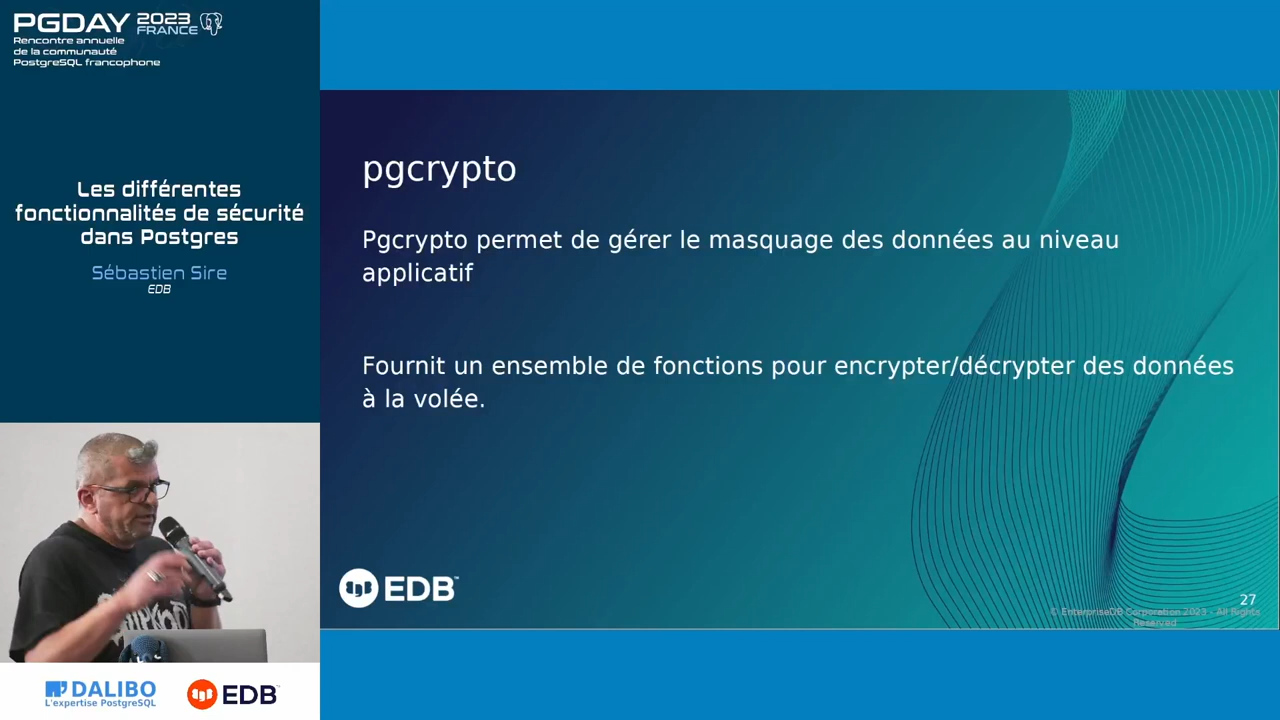 PGDAY 2023 FRANCE
Rencontre annuelle
de la communauté
PostgreSQL francophone
Les différentes
fonctionnalités de sécurité
dans Postgres
Sébastien Sire
EDB
pgcrypto
Pgcrypto permet de gérer le masquage des données au niveau
applicatif
Fournit un ensemble de fonctions pour encrypter/décrypter des données
à la volée.
EDB™
27
© EnterpriseDB Corporation 2023 - All Rights
Reserved
DALIBO
L'expertise PostgreSQL
EDB